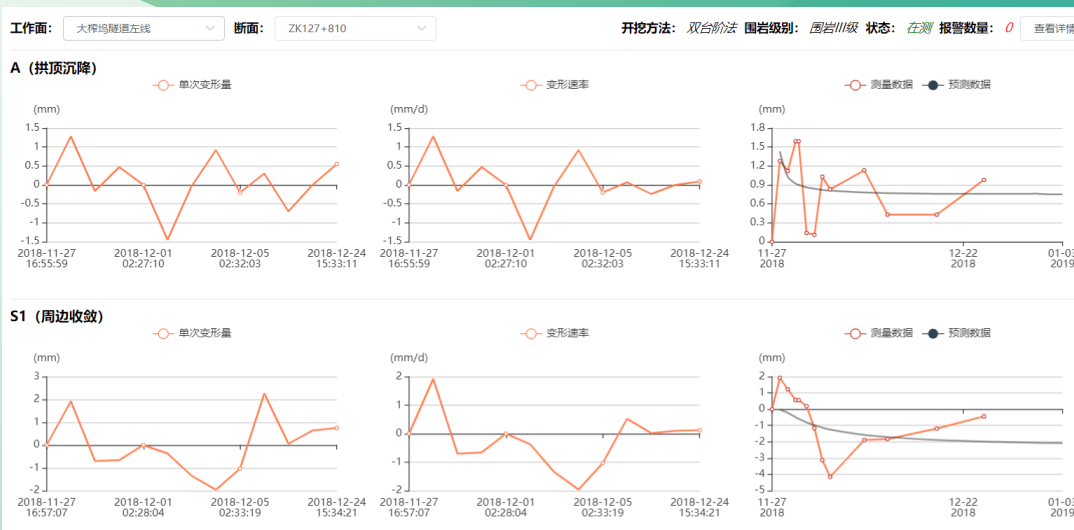 工作面： 大榨坞隧道左线 断面： ZK127+810 开挖方法： 双台阶法 围岩级别： 围岩III级 状态： 在测 报警数量： 0 查看详情
A（拱顶沉降）
单次变形量 变形速率 测量数据 预测数据
(mm) (mm/d) (mm)
1.5 1.5 1.8
1 1 1.5
0.5 0.5 1.2
0 0 0.9
-0.5 -0.5 0.6
-1 -1 0.3
-1.5 -1.5 0
2018-11-27 2018-12-01 2018-12-05 2018-12-24 2018-11-27 2018-12-01 2018-12-05 2018-12-24 11-27 12-22 01-03
16:55:59 02:27:10 02:32:03 15:33:11 16:55:59 02:27:10 02:32:03 15:33:11 2018 2018 2019
S1（周边收敛）
单次变形量 变形速率 测量数据 预测数据
(mm) (mm/d) (mm)
3 2 2
2 1 1
1 0 0
0 -1 -1
-1 -2 -2
-2 -3
-4
-5
2018-11-27 2018-12-01 2018-12-05 2018-12-24 2018-11-27 2018-12-01 2018-12-05 2018-12-24 11-27 12-22 01-03
16:57:07 02:28:04 02:33:19 15:34:21 16:57:07 02:28:04 02:33:19 15:34:21 2018 2018 2019